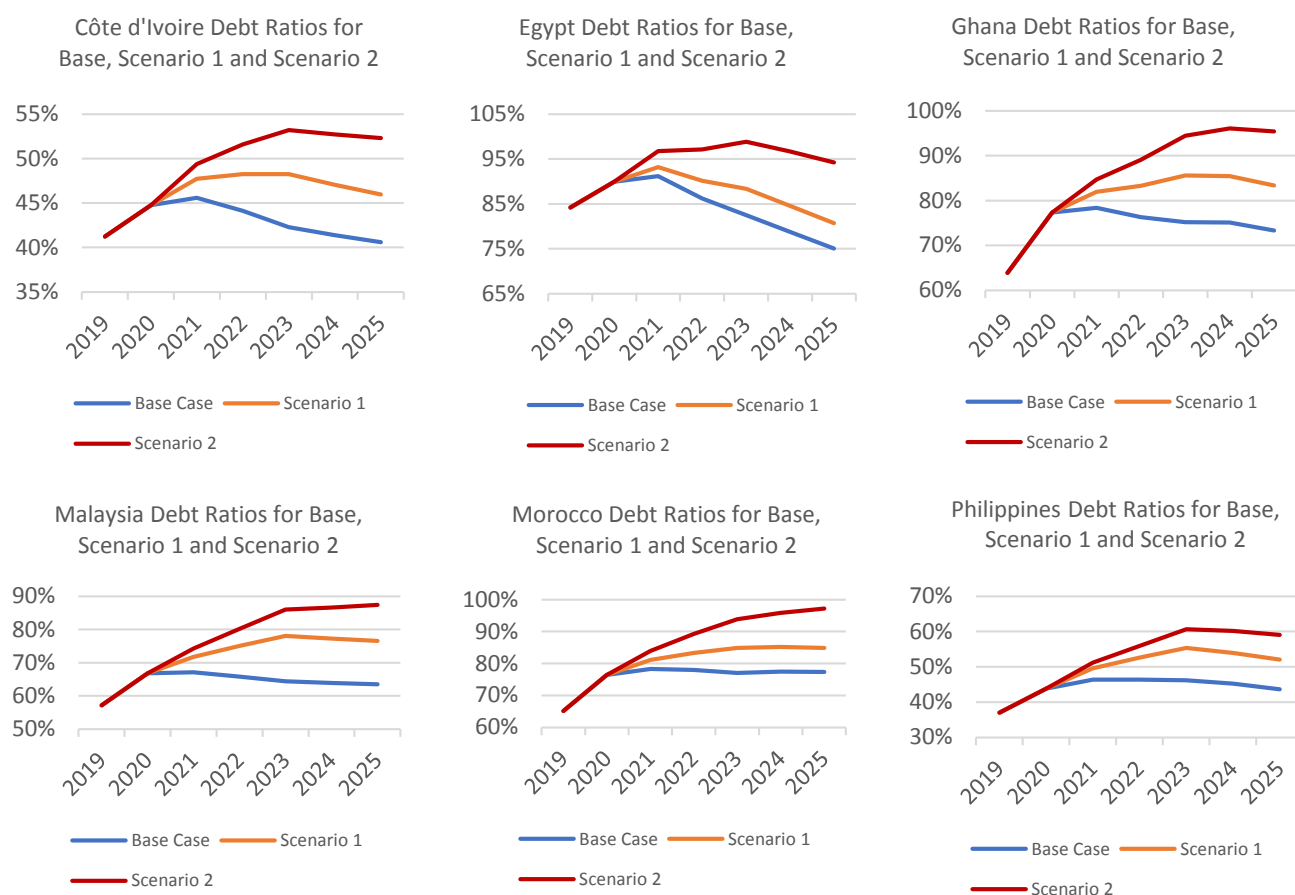 Côte d'Ivoire Debt Ratios for
Base, Scenario 1 and Scenario 2
55%
50%
45%
40%
35%
2019
2020
2021
2022
2023
2024
2025
Base Case
Scenario 1
Scenario 2
Egypt Debt Ratios for Base,
Scenario 1 and Scenario 2
105%
95%
85%
75%
65%
2019
2020
2021
2022
2023
2024
2025
Base Case
Scenario 1
Scenario 2
Ghana Debt Ratios for Base,
Scenario 1 and Scenario 2
100%
90%
80%
70%
60%
2019
2020
2021
2022
2023
2024
2025
Base Case
Scenario 1
Scenario 2
Malaysia Debt Ratios for Base,
Scenario 1 and Scenario 2
90%
80%
70%
60%
50%
2019
2020
2021
2022
2023
2024
2025
Base Case
Scenario 1
Scenario 2
Morocco Debt Ratios for Base,
Scenario 1 and Scenario 2
100%
90%
80%
70%
60%
2019
2020
2021
2022
2023
2024
2025
Base Case
Scenario 1
Scenario 2
Philippines Debt Ratios for Base,
Scenario 1 and Scenario 2
70%
60%
50%
40%
30%
2019
2020
2021
2022
2023
2024
2025
Base Case
Scenario 1
Scenario 2